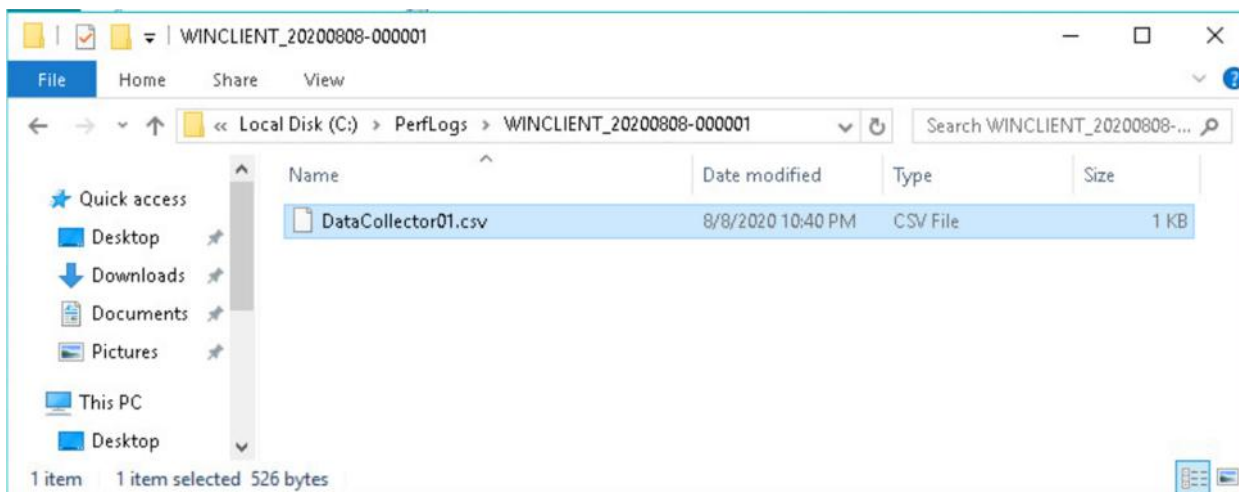 WINCLIENT_20200808-000001
File Home Share View
« Local Disk (C:) › PerfLogs › WINCLIENT_20200808-000001 Search WINCLIENT_20200808-...
Name Date modified Type Size
Quick access
DataCollector01.csv 8/8/2020 10:40 PM CSV File 1 KB
Desktop
Downloads
Documents
Pictures
This PC
Desktop
1 item 1 item selected 526 bytes